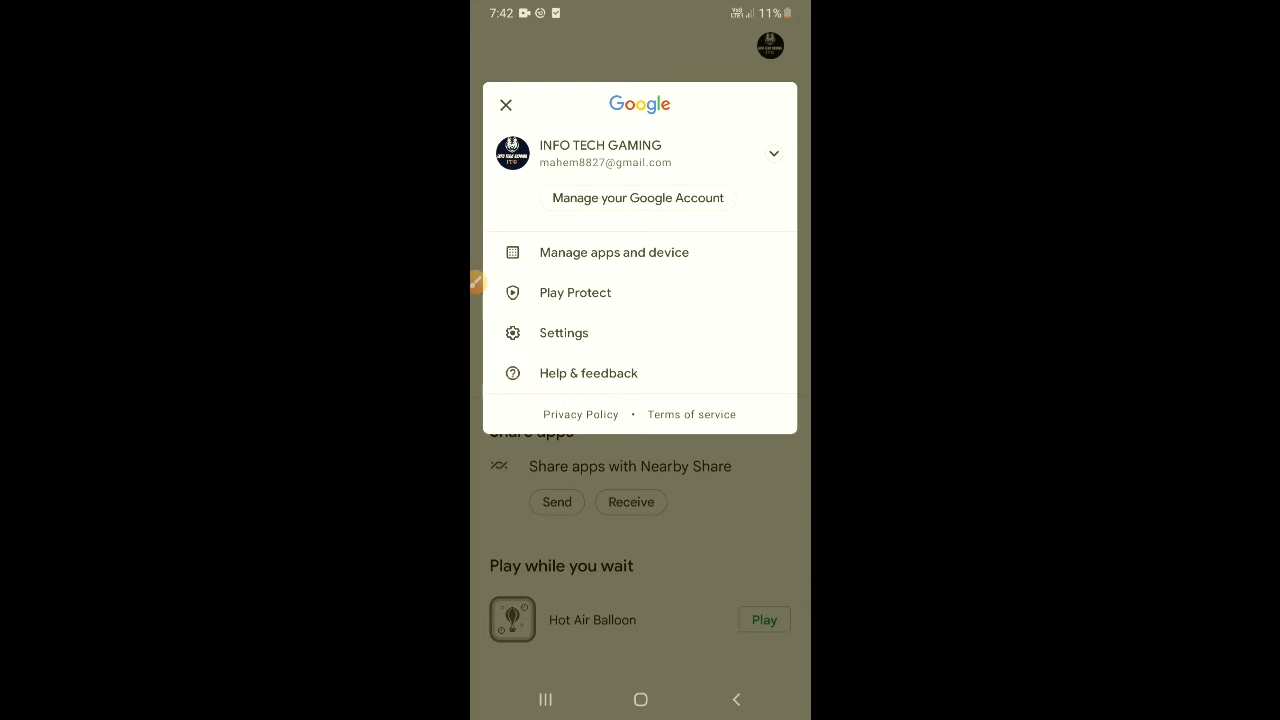 7:42
VoD LTE1 11%
Google
INFO TECH GAMING
mahem8827@gmail.com
Manage your Google Account
Manage apps and device
Play Protect
Settings
Help & feedback
Privacy Policy • Terms of service
Share apps
Share apps with Nearby Share
Send Receive
Play while you wait
Hot Air Balloon Play